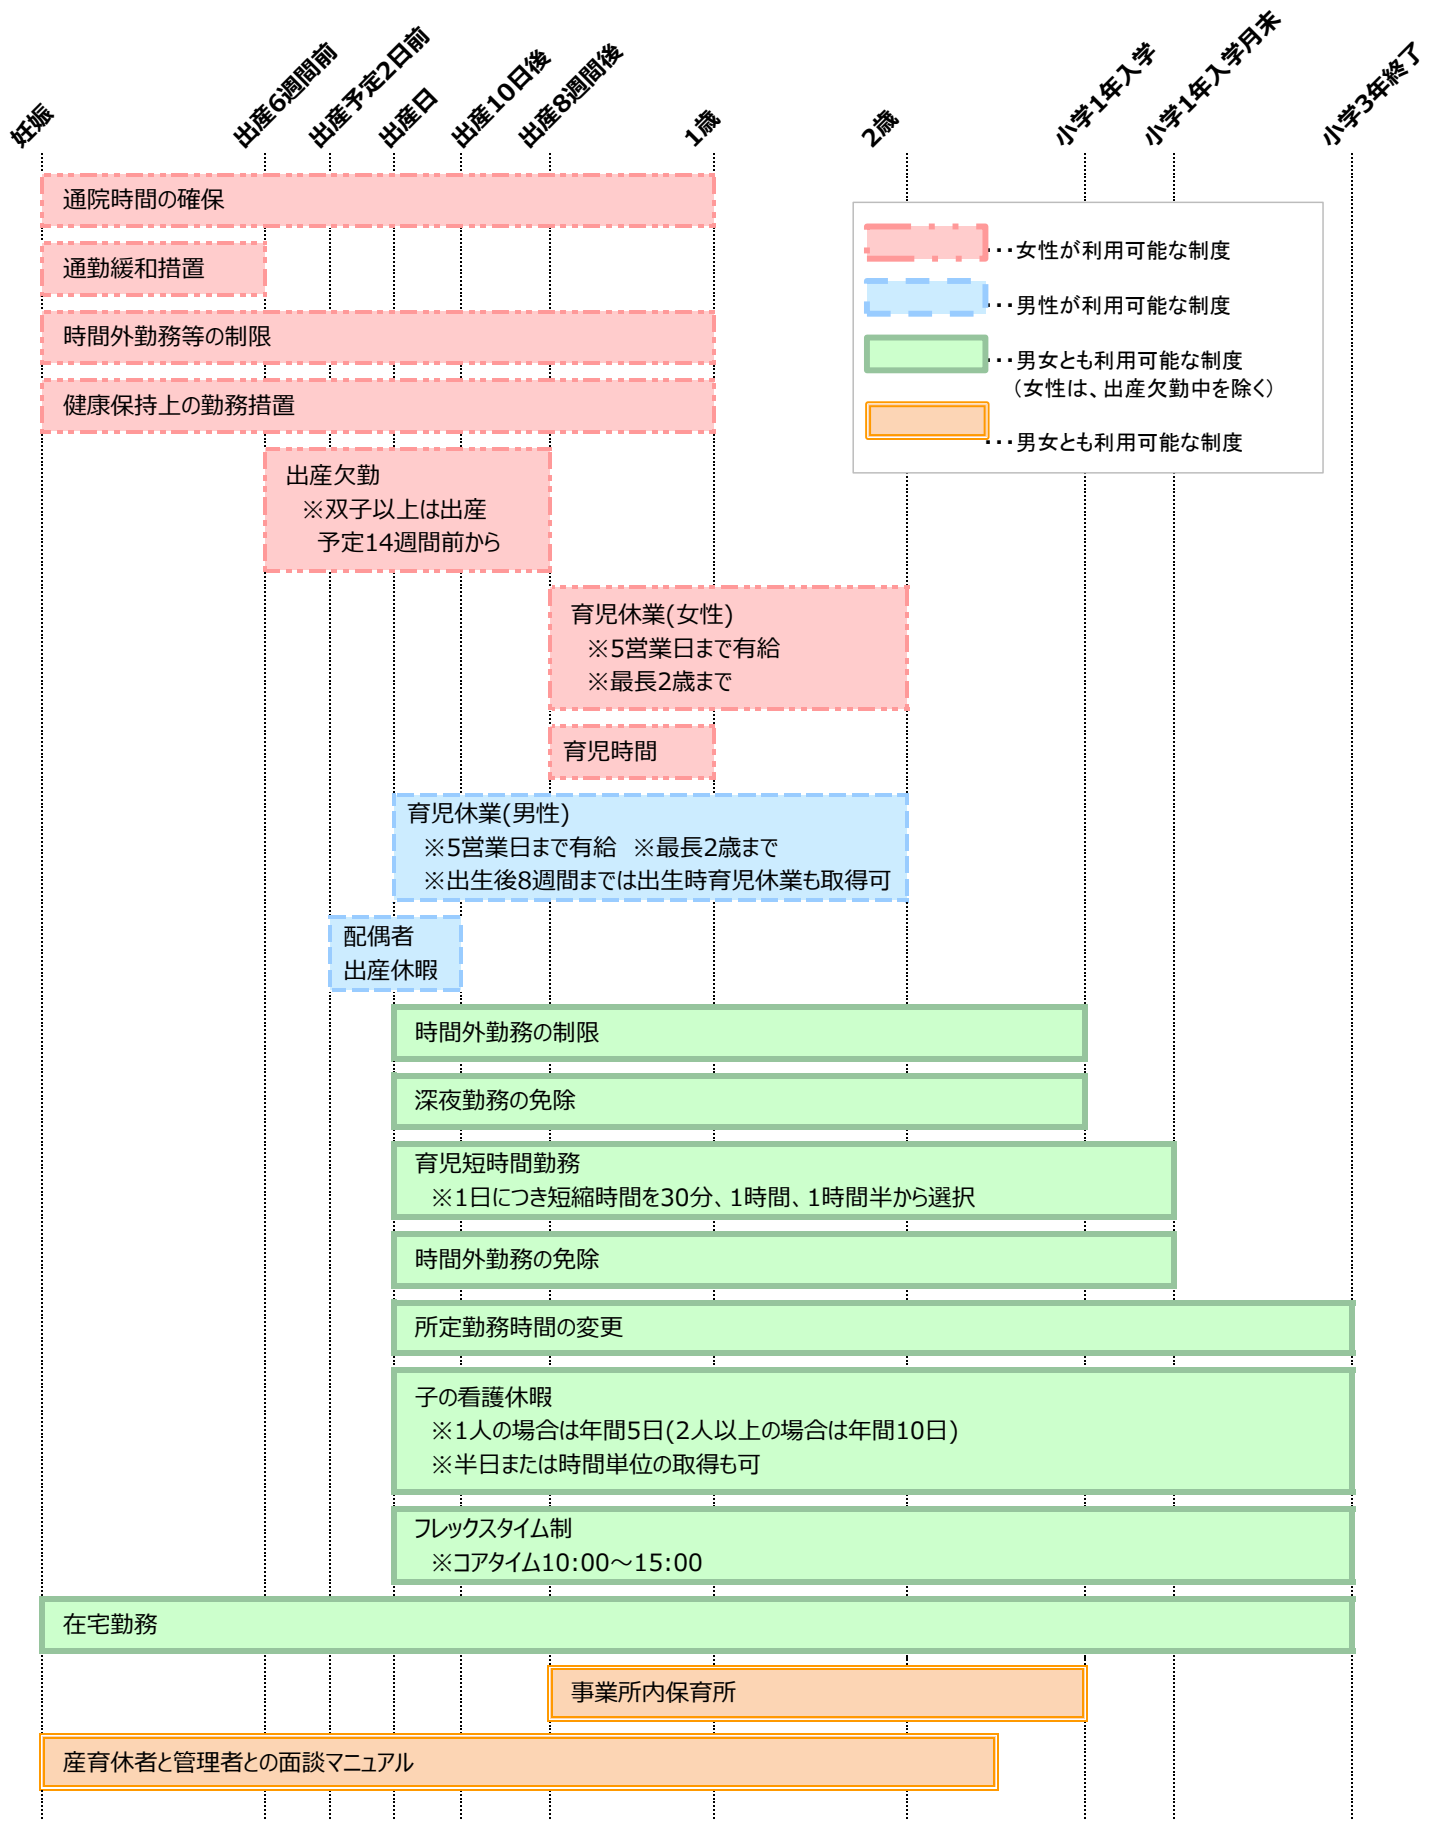 妊娠
出産6週間前
出産予定2日前
出産日
出産10日後
出産8週間後
1歳
2歳
小学1年入学
小学1年入学月末
小学3年終了
通院時間の確保
通勤緩和措置
時間外勤務等の制限
健康保持上の勤務措置
・・・女性が利用可能な制度
・・・男性が利用可能な制度
・・・男女とも利用可能な制度
（女性は、出産欠勤中を除く）
・・・男女とも利用可能な制度
出産欠勤
※双子以上は出産
予定14週間前から
育児休業(女性)
※5営業日まで有給
※最長2歳まで
育児時間
育児休業(男性)
※5営業日まで有給　※最長2歳まで
※出生後8週間までは出生時育児休業も取得可
配偶者
出産休暇
時間外勤務の制限
深夜勤務の免除
育児短時間勤務
※1日につき短縮時間を30分、1時間、1時間半から選択
時間外勤務の免除
所定勤務時間の変更
子の看護休暇
※1人の場合は年間5日(2人以上の場合は年間10日)
※半日または時間単位の取得も可
フレックスタイム制
※コアタイム10:00～15:00
在宅勤務
事業所内保育所
産育休者と管理者との面談マニュアル